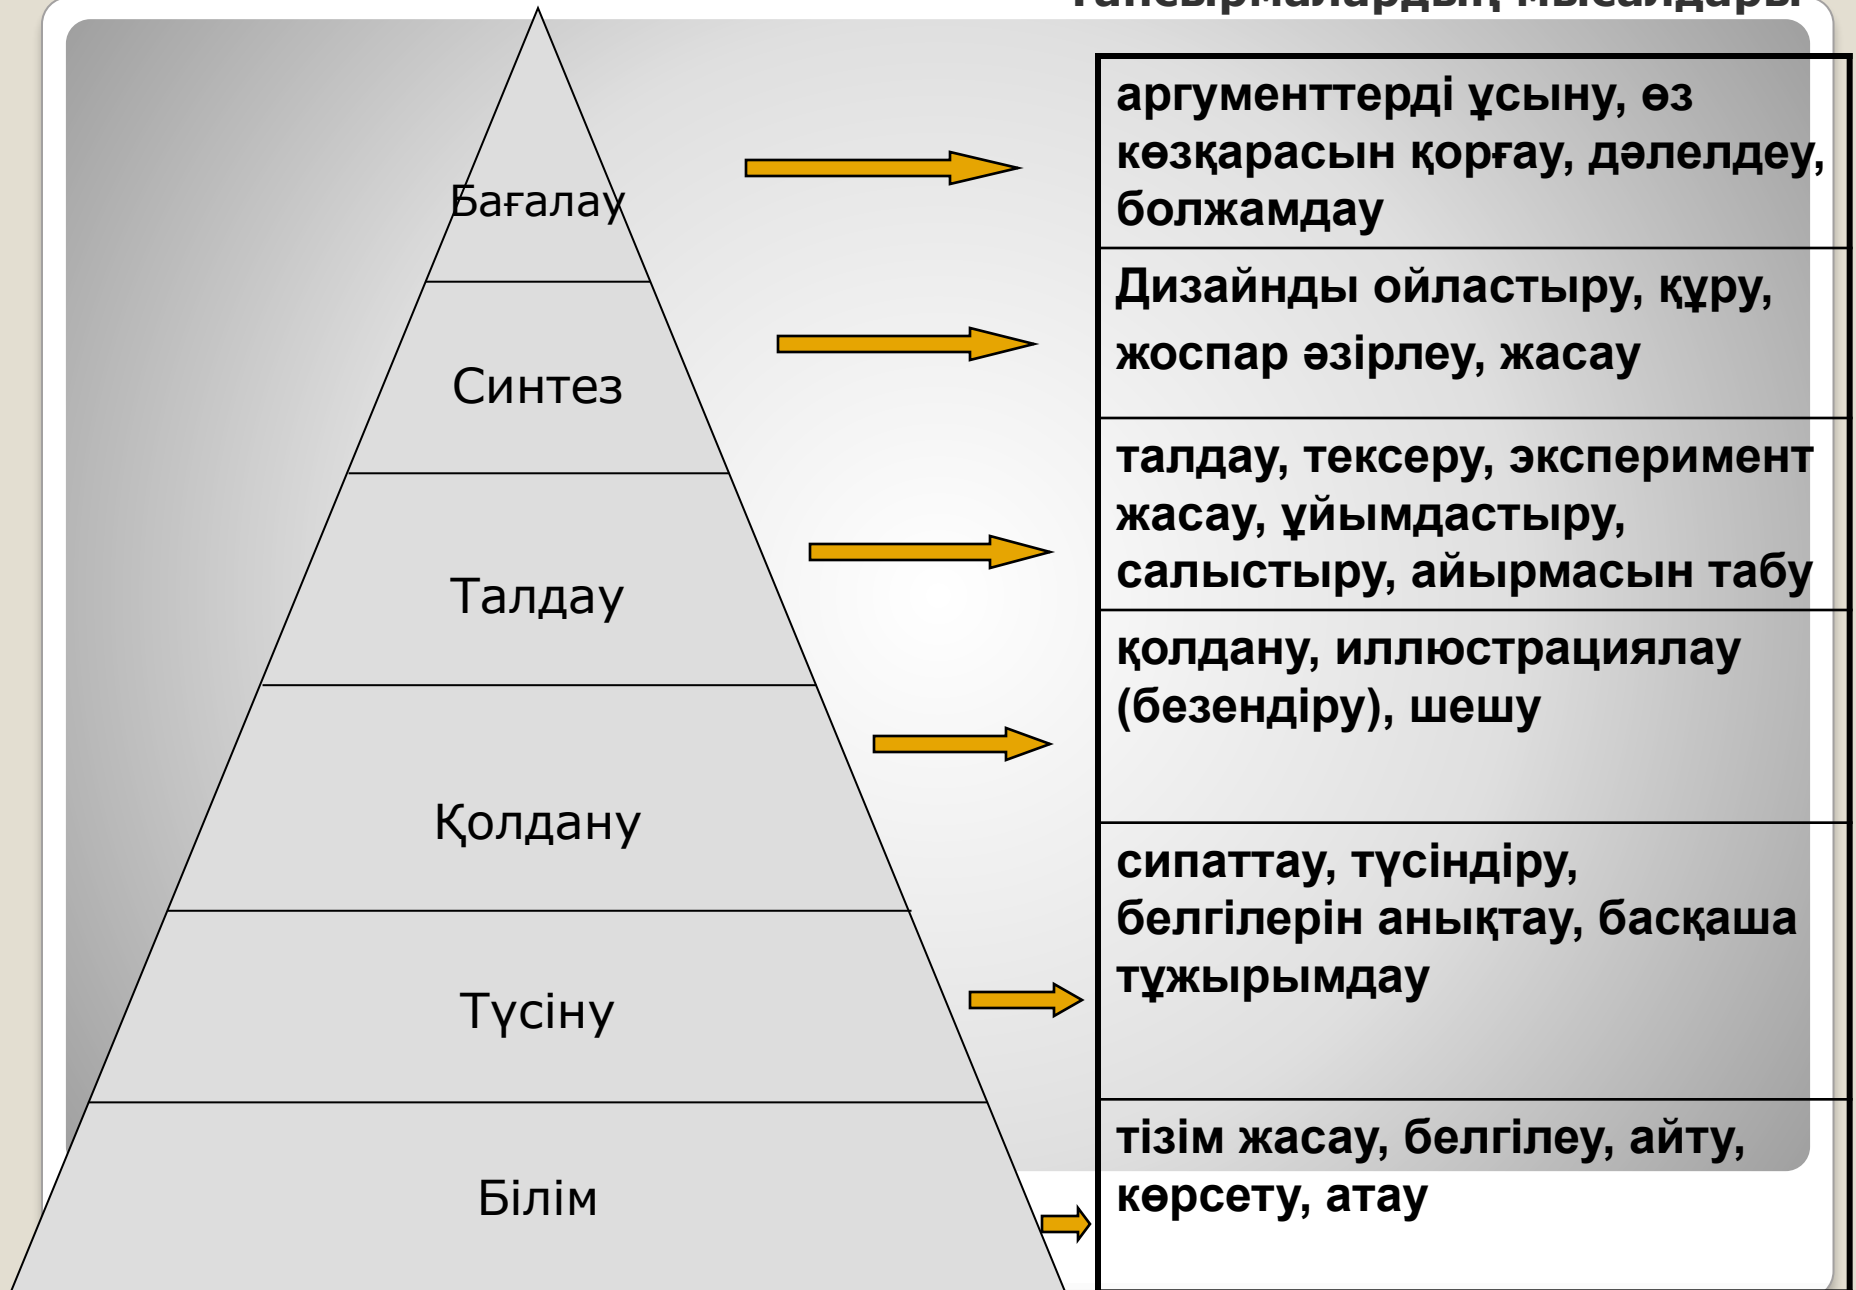 Тапсырмалардың мысалдары
Бағалау
Синтез
Талдау
Қолдану
Түсіну
Білім
аргументтерді ұсыну, өз
көзқарасын қорғау, дәлелдеу,
болжамдау
Дизайнды ойластыру, құру,
жоспар әзірлеу, жасау
талдау, тексеру, эксперимент
жасау, ұйымдастыру,
салыстыру, айырмасын табу
қолдану, иллюстрациялау
(безендіру), шешу
сипаттау, түсіндіру,
белгілерін анықтау, басқаша
тұжырымдау
тізім жасау, белгілеу, айту,
көрсету, атау